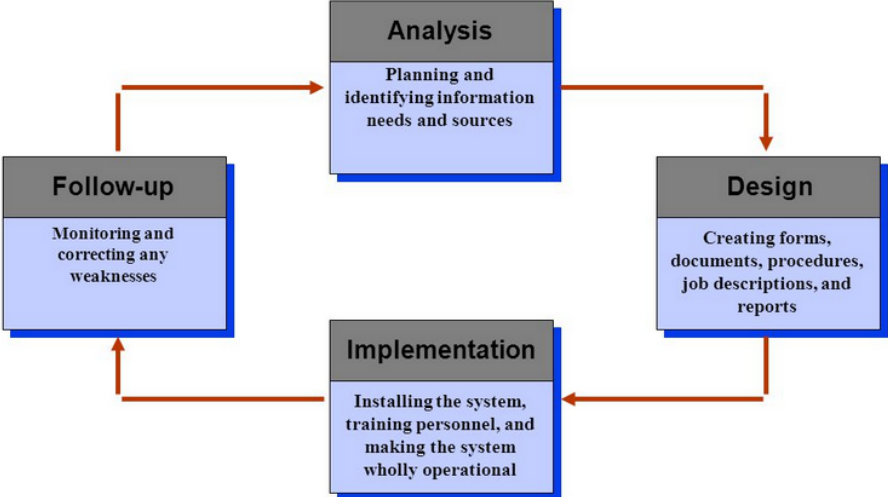 Analysis
Planning and
identifying information
needs and sources
Follow-up
Monitoring and
correcting any
weaknesses
Design
Creating forms,
documents, procedures,
job descriptions, and
reports
Implementation
Installing the system,
training personnel, and
making the system
wholly operational